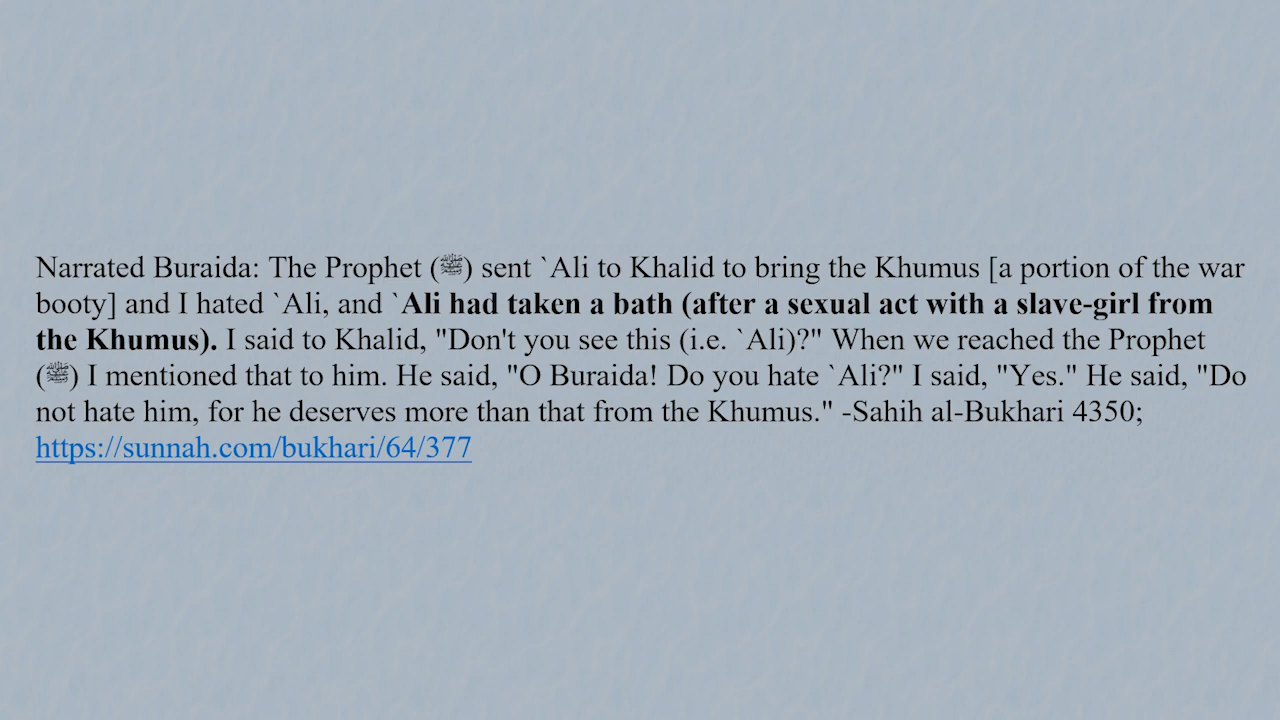 Narrated Buraida: The Prophet (ﷺ) sent `Ali to Khalid to bring the Khumus [a portion of the war
booty] and I hated `Ali, and `Ali had taken a bath (after a sexual act with a slave-girl from
the Khumus). I said to Khalid, "Don't you see this (i.e. `Ali)?" When we reached the Prophet
(ﷺ) I mentioned that to him. He said, "O Buraida! Do you hate `Ali?" I said, "Yes." He said, "Do
not hate him, for he deserves more than that from the Khumus." -Sahih al-Bukhari 4350;
https://sunnah.com/bukhari/64/377